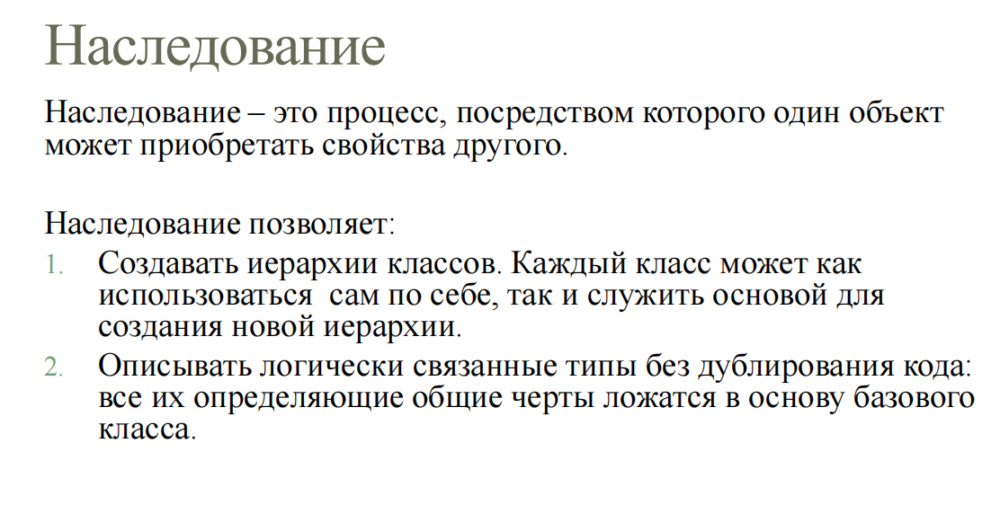 Наследование
Наследование – это процесс, посредством которого один объект
может приобретать свойства другого.
Наследование позволяет:
1. Создавать иерархии классов. Каждый класс может как
использоваться сам по себе, так и служить основой для
создания новой иерархии.
2. Описывать логически связанные типы без дублирования кода:
все их определяющие общие черты ложатся в основу базового
класса.